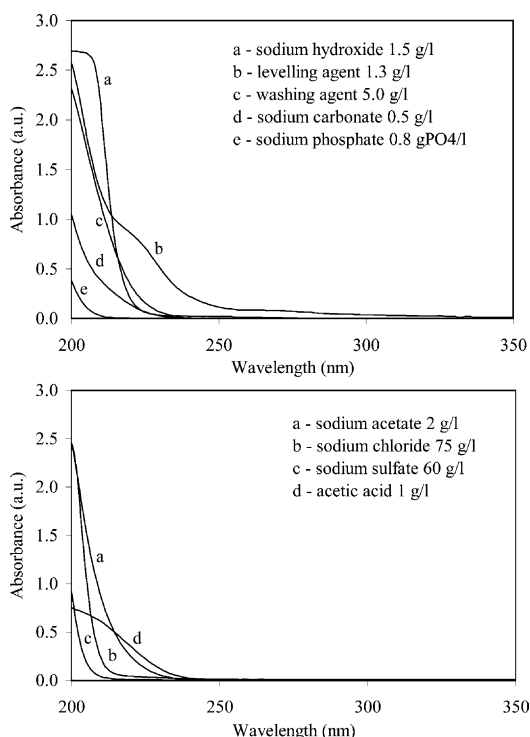 3.0
a - sodium hydroxide 1.5 g/l
b - levelling agent 1.3 g/l
c - washing agent 5.0 g/l
d - sodium carbonate 0.5 g/l
e - sodium phosphate 0.8 gPO4/l
2.5
2.0
1.5
1.0
0.5
0.0
Absorbance (a.u.)
a
b
c
d
e
200 250 300 350
Wavelength (nm)
3.0
a - sodium acetate 2 g/l
b - sodium chloride 75 g/l
c - sodium sulfate 60 g/l
d - acetic acid 1 g/l
2.5
2.0
1.5
1.0
0.5
0.0
Absorbance (a.u.)
a
d
c
b
200 250 300 350
Wavelength (nm)